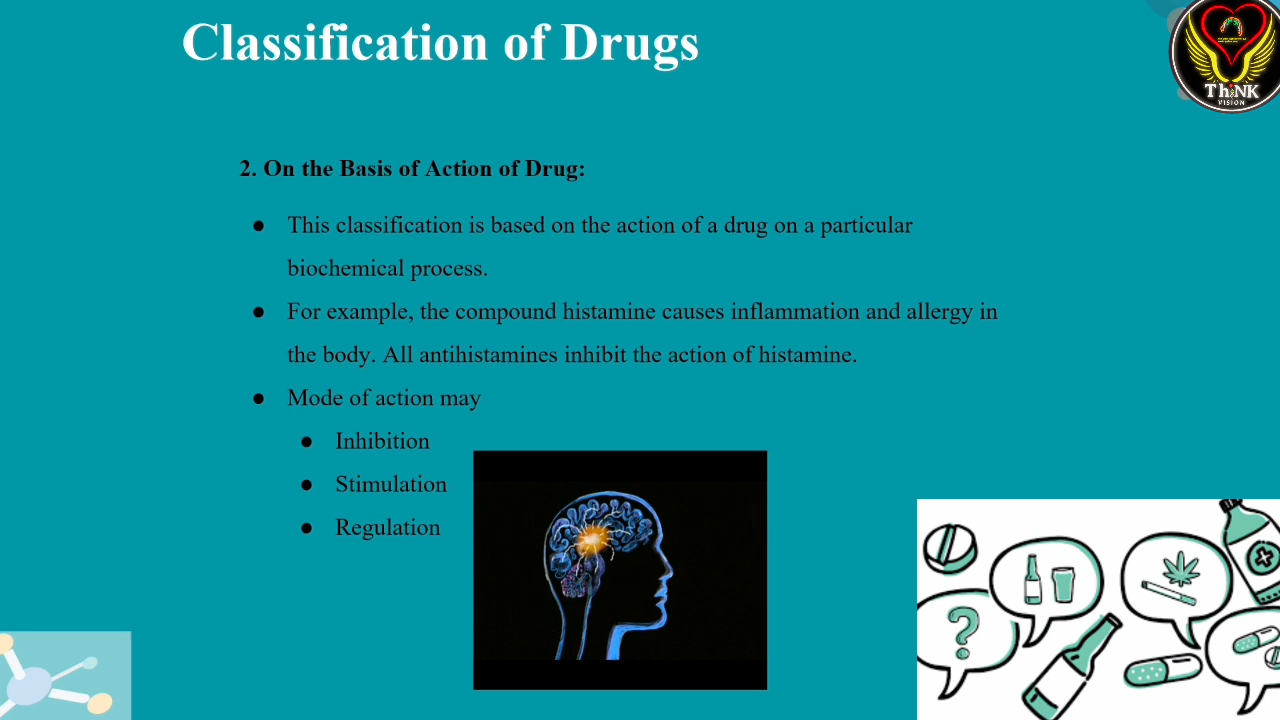 Classification of Drugs
ThiNK
VISION
2. On the Basis of Action of Drug:
● This classification is based on the action of a drug on a particular
biochemical process.
● For example, the compound histamine causes inflammation and allergy in
the body. All antihistamines inhibit the action of histamine.
● Mode of action may
● Inhibition
● Stimulation
● Regulation
?